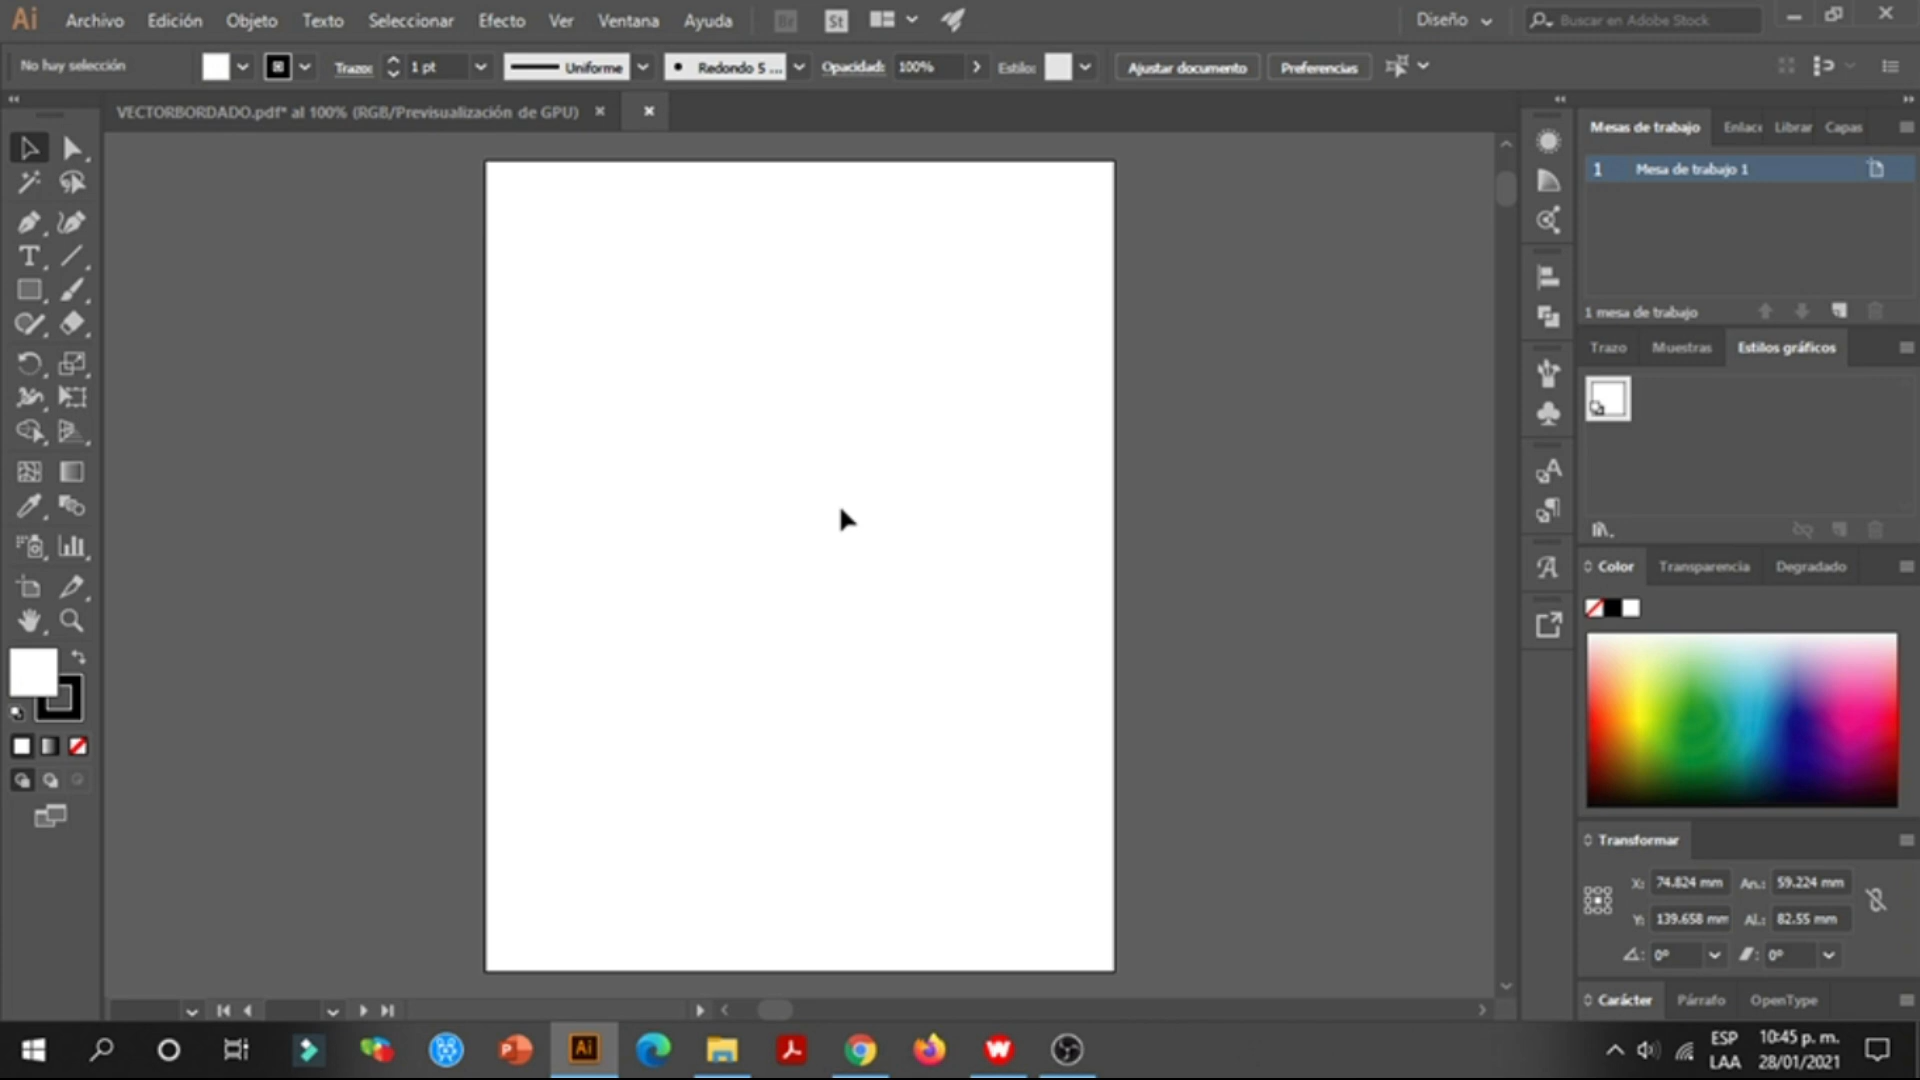 Ai Archivo Edición Objeto Texto Seleccionar Efecto Ver Ventana Ayuda Br St Diseño Buscar en Adobe Stock
No hay selección Trazo: 1 pt Uniforme Redondo 5 ... Opacidad: 100% Estilo: Ajustar documento Preferencias
VECTORBORDADO.pdf* al 100% (RGB/Previsualización de GPU)
Mesas de trabajo Enlace Librar Capas
1 Mesa de trabajo 1
1 mesa de trabajo
Trazo Muestras Estilos gráficos
Color Transparencia Degradado
Transformar
X: 74.824 mm An.: 59.224 mm
Y: 139.658 mm Al.: 82.55 mm
0° 0°
Carácter Párrafo OpenType
Ai
ESP 10:45 p. m.
LAA 28/01/2021